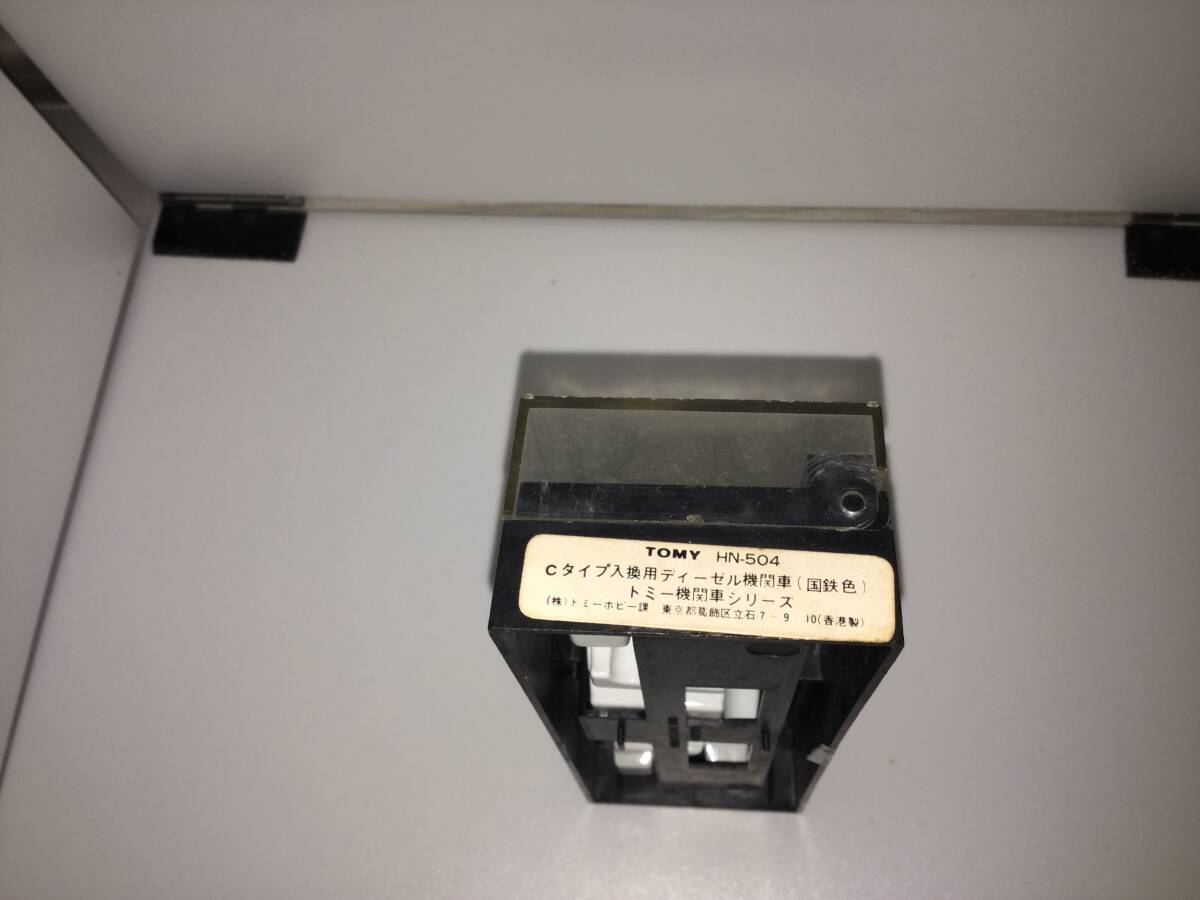 TOMY HN-504
Cタイプ入換用ディーゼル機関車(国鉄色)
トミー機関車シリーズ
(株)トミーホビー課 東京都葛飾区立石7-9 10(香港製)